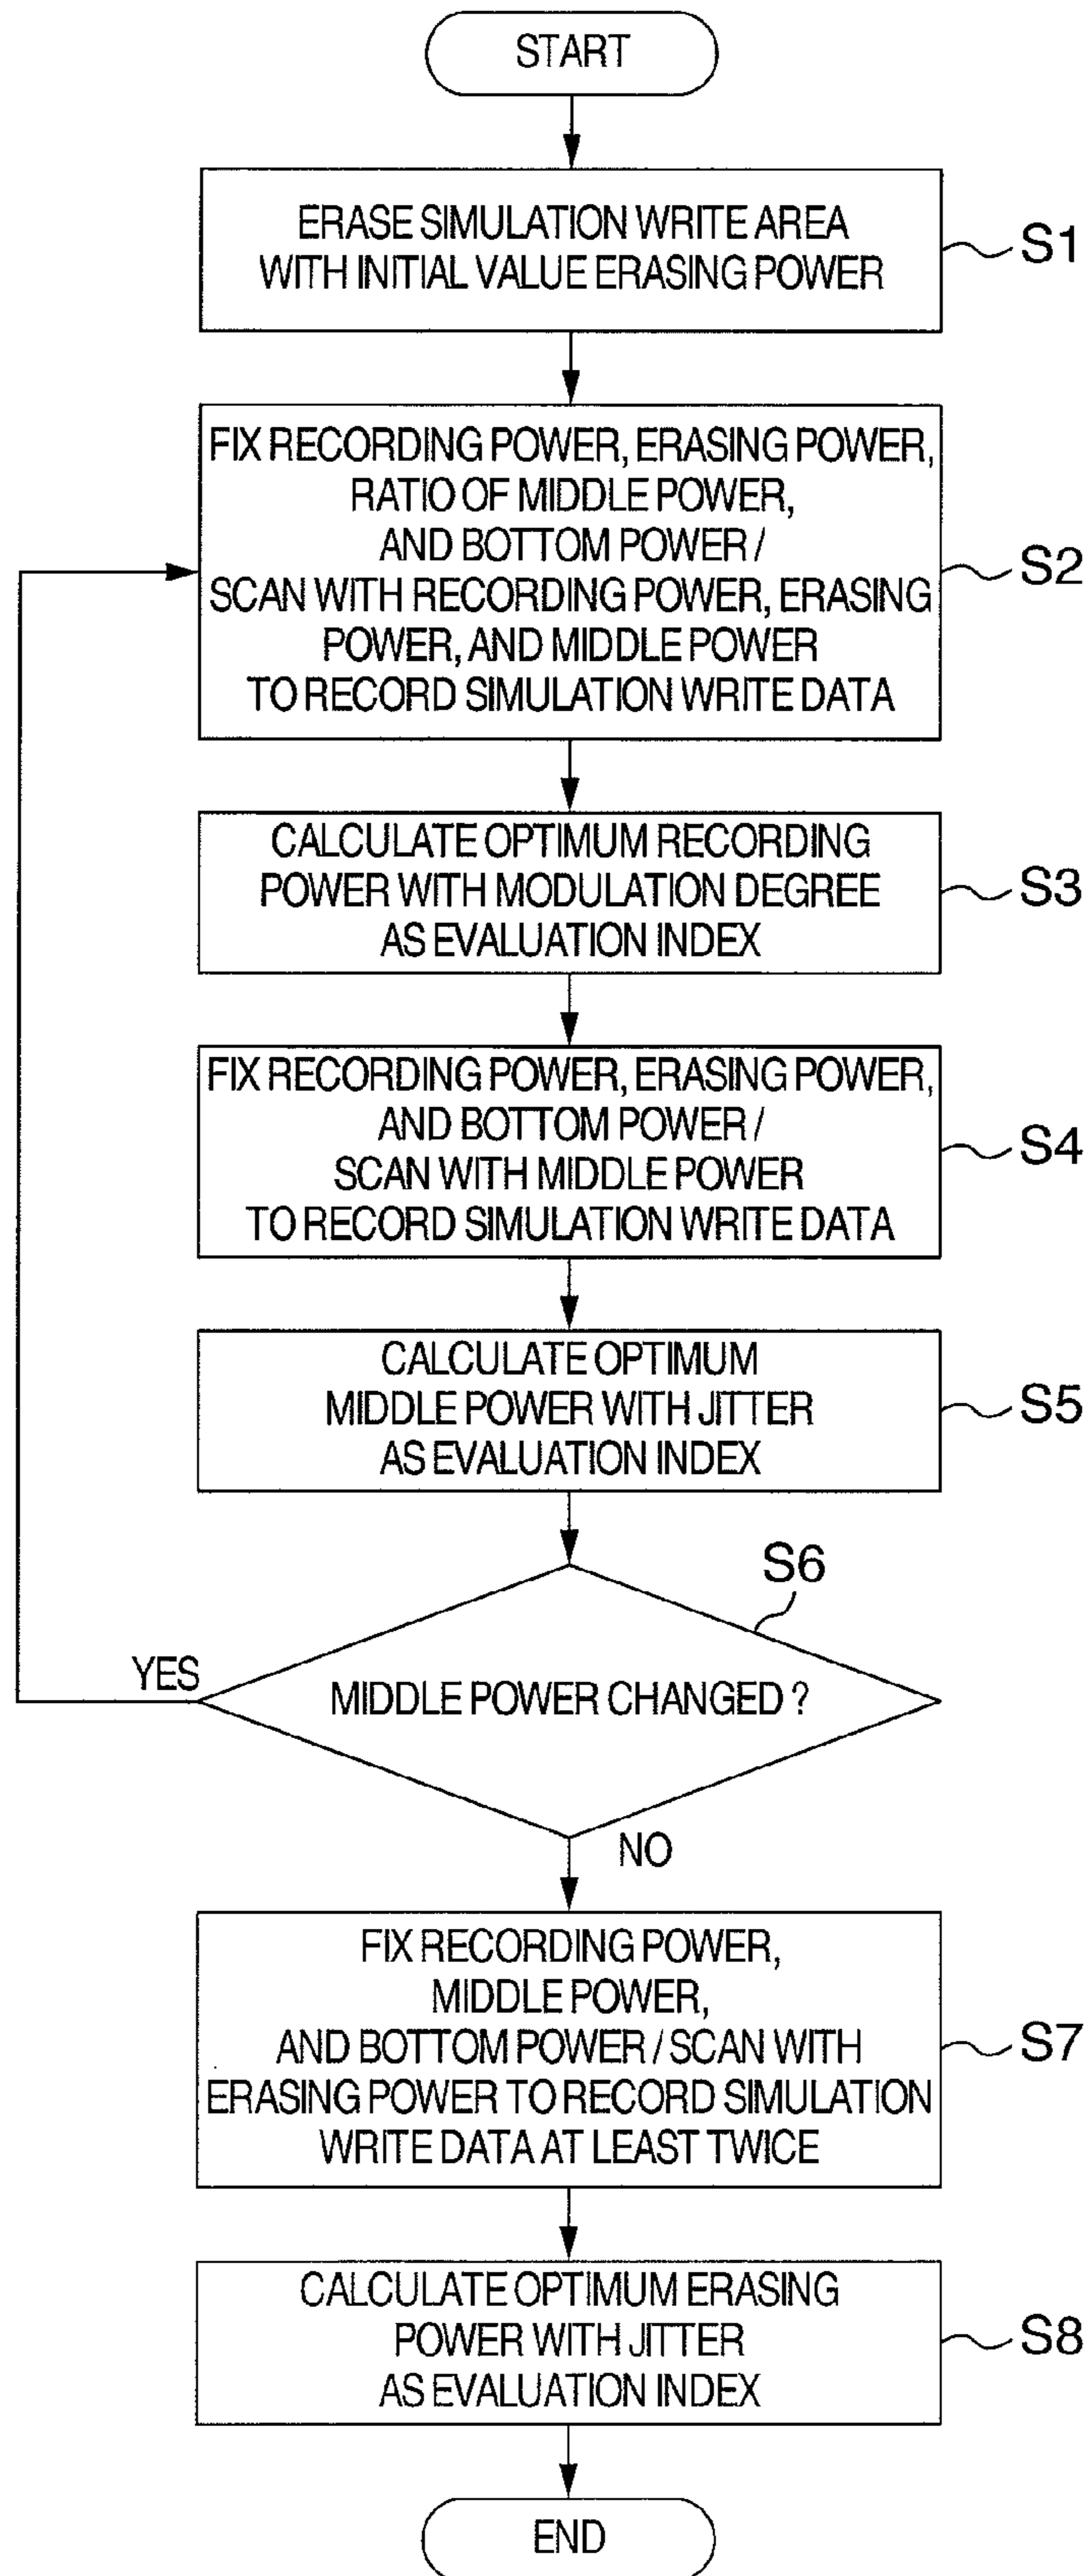 START
ERASE SIMULATION WRITE AREA
WITH INITIAL VALUE ERASING POWER
S1
FIX RECORDING POWER, ERASING POWER,
RATIO OF MIDDLE POWER,
AND BOTTOM POWER /
SCAN WITH RECORDING POWER, ERASING
POWER, AND MIDDLE POWER
TO RECORD SIMULATION WRITE DATA
S2
CALCULATE OPTIMUM RECORDING
POWER WITH MODULATION DEGREE
AS EVALUATION INDEX
S3
FIX RECORDING POWER, ERASING POWER,
AND BOTTOM POWER /
SCAN WITH MIDDLE POWER
TO RECORD SIMULATION WRITE DATA
S4
CALCULATE OPTIMUM
MIDDLE POWER WITH JITTER
AS EVALUATION INDEX
S5
S6
YES
MIDDLE POWER CHANGED ?
NO
FIX RECORDING POWER,
MIDDLE POWER,
AND BOTTOM POWER / SCAN WITH
ERASING POWER TO RECORD SIMULATION
WRITE DATA AT LEAST TWICE
S7
CALCULATE OPTIMUM ERASING
POWER WITH JITTER
AS EVALUATION INDEX
S8
END